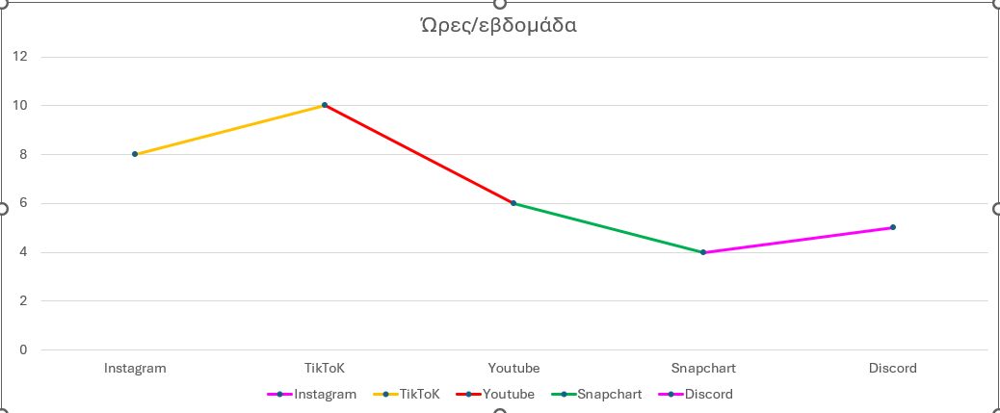 Ώρες/εβδομάδα
12
10
8
6
4
2
0
Instagram TikToK Youtube Snapchart Discord
Instagram TikToK Youtube Snapchart Discord